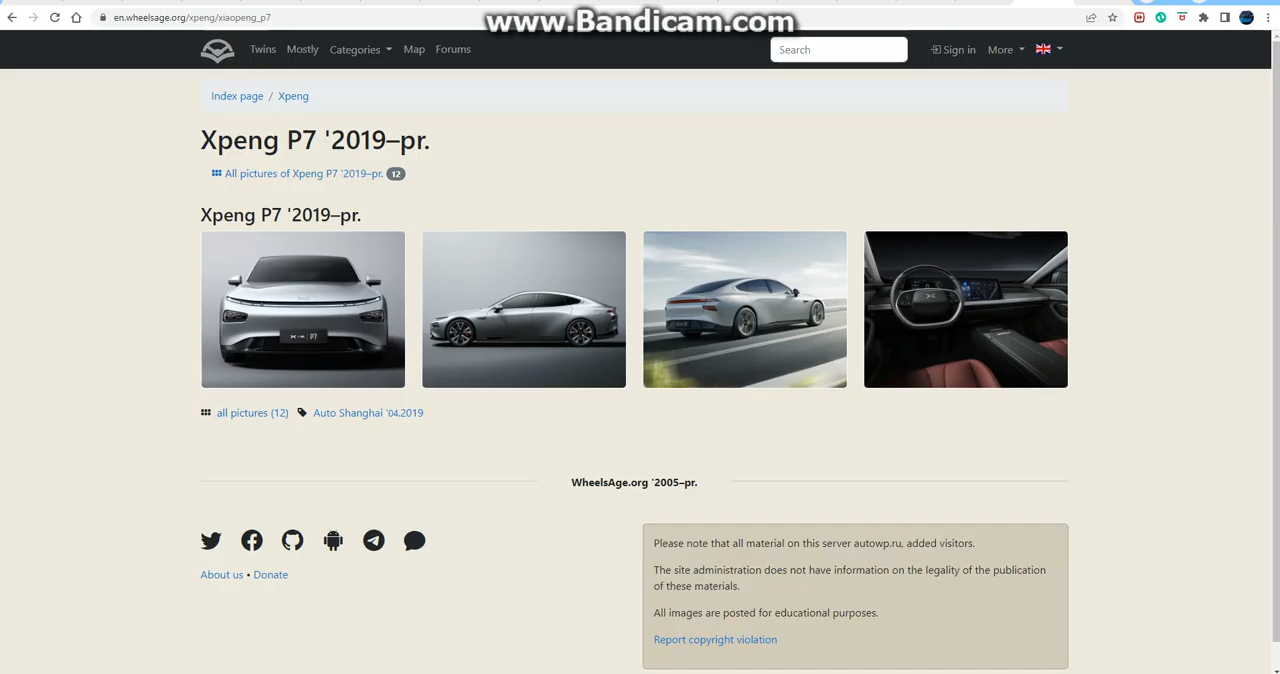 www.Bandicam.com
en.wheelsage.org/xpeng/xiaopeng_p7
Twins Mostly Categories Map Forums Search Sign in More
Index page / Xpeng
Xpeng P7 '2019–pr.
All pictures of Xpeng P7 '2019–pr. 12
Xpeng P7 '2019–pr.
P7
all pictures (12) Auto Shanghai '04.2019
WheelsAge.org '2005–pr.
Please note that all material on this server autowp.ru, added visitors.
The site administration does not have information on the legality of the publication
of these materials.
All images are posted for educational purposes.
Report copyright violation
About us • Donate